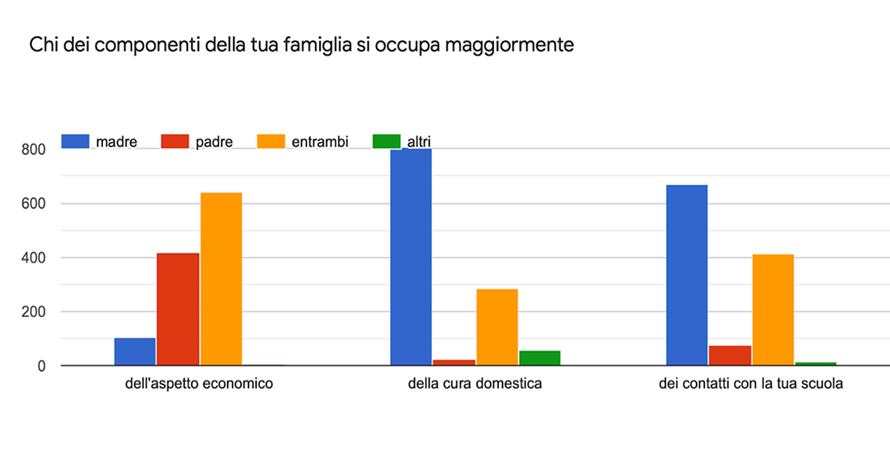 Chi dei componenti della tua famiglia si occupa maggiormente
madre padre entrambi altri
800
600
400
200
0
dell'aspetto economico della cura domestica dei contatti con la tua scuola